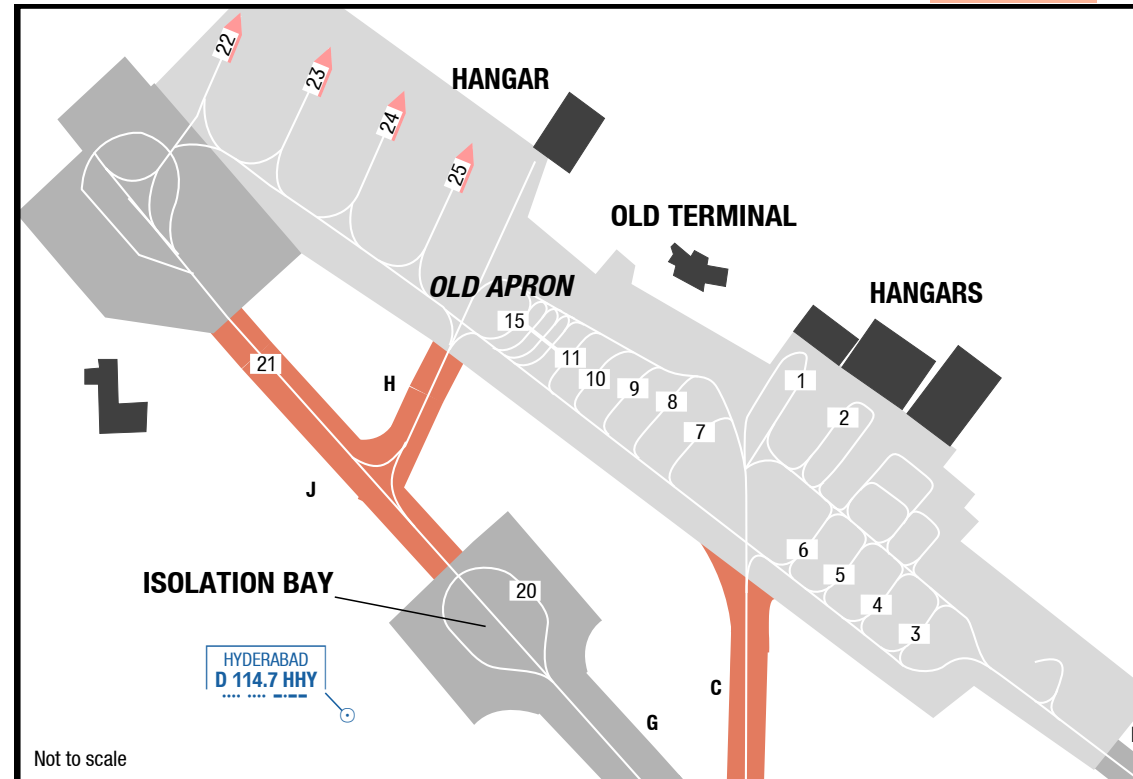 22
23
24
25
HANGAR
OLD TERMINAL
OLD APRON
HANGARS
15
11
10
9
8
7
1
2
21
H
J
6
5
4
3
ISOLATION BAY
20
HYDERABAD
D 114.7 HHY
C
G
Not to scale